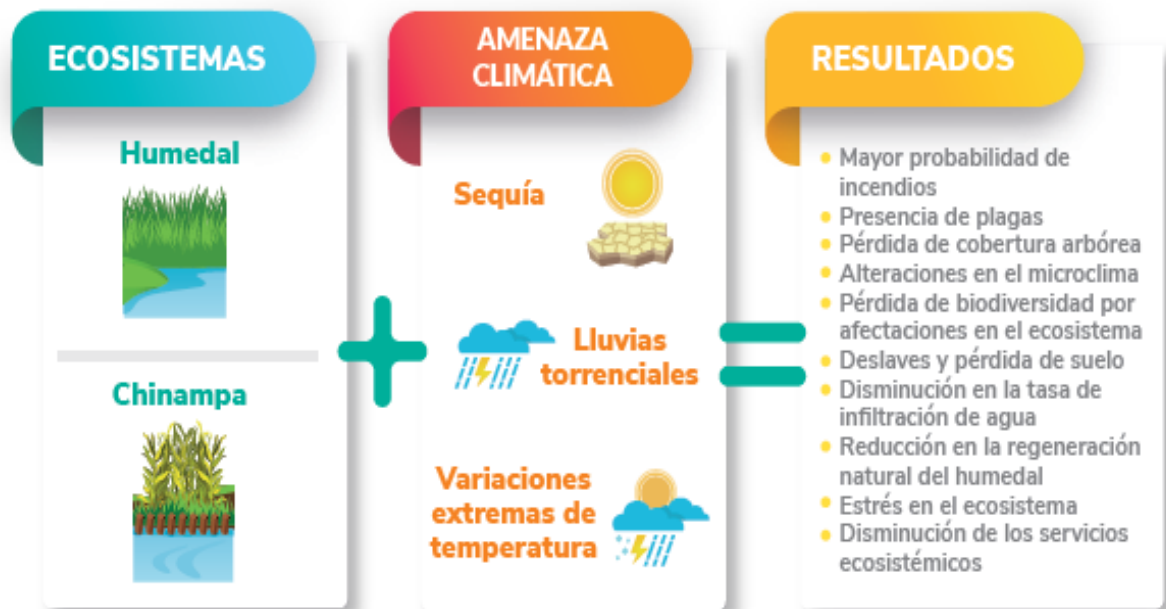 ECOSISTEMAS
Humedal
Chinampa
AMENAZA
CLIMÁTICA
Sequía
Lluvias
torrenciales
Variaciones
extremas de
temperatura
RESULTADOS
• Mayor probabilidad de
incendios
• Presencia de plagas
• Pérdida de cobertura arbórea
• Alteraciones en el microclima
• Pérdida de biodiversidad por
afectaciones en el ecosistema
• Deslaves y pérdida de suelo
• Disminución en la tasa de
infiltración de agua
• Reducción en la regeneración
natural del humedal
• Estrés en el ecosistema
• Disminución de los servicios
ecosistémicos